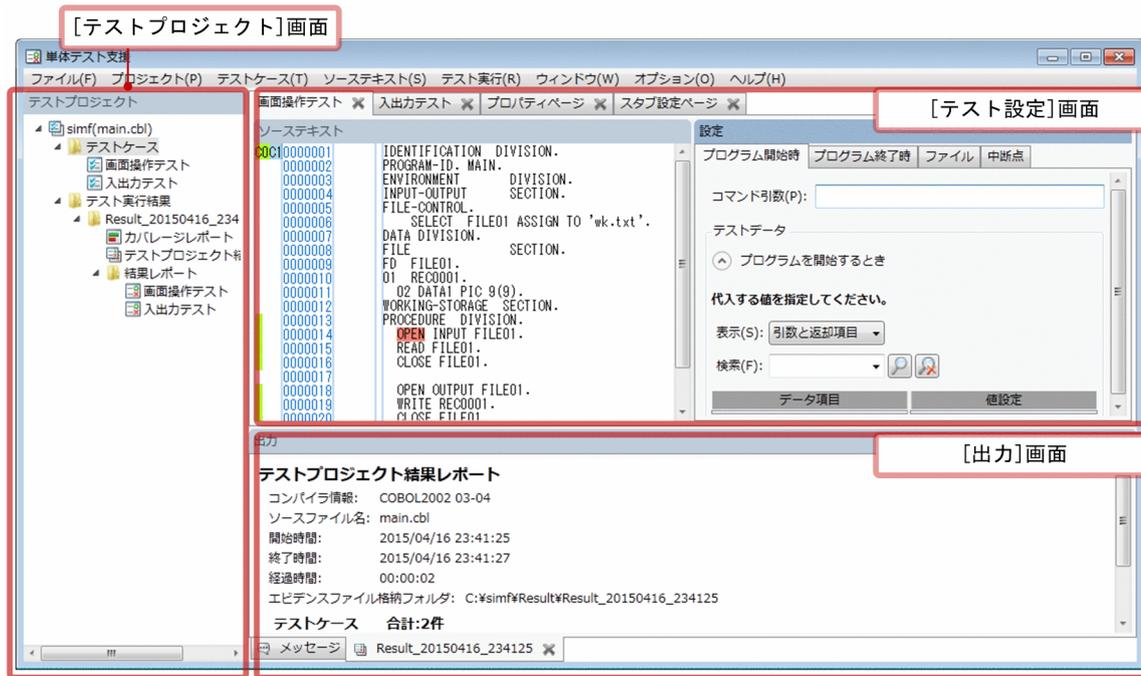 [テストプロジェクト]画面
単体テスト支援
ファイル(F) プロジェクト(P) テストケース(T) ソーステキスト(S) テスト実行(R) ウィンドウ(W) オプション(O) ヘルプ(H)
テストプロジェクト
simf(main.cbl)
テストケース
画面操作テスト
入出力テスト
テスト実行結果
Result_20150416_234
カバレージレポート
テストプロジェクト
結果レポート
画面操作テスト
入出力テスト
画面操作テスト 入出力テスト プロパティページ スタブ設定ページ
[テスト設定]画面
ソーステキスト
C0C1 0000001 IDENTIFICATION DIVISION.
0000002 PROGRAM-ID. MAIN.
0000003 ENVIRONMENT DIVISION.
0000004 INPUT-OUTPUT SECTION.
0000005 FILE-CONTROL.
0000006 SELECT FILE01 ASSIGN TO 'wk.txt'.
0000007 DATA DIVISION.
0000008 FILE SECTION.
0000009 FD FILE01.
0000010 01 REC0001.
0000011 02 DATA1 PIC 9(9).
0000012 WORKING-STORAGE SECTION.
0000013 PROCEDURE DIVISION.
0000014 OPEN INPUT FILE01.
0000015 READ FILE01.
0000016 CLOSE FILE01.
0000017
0000018 OPEN OUTPUT FILE01.
0000019 WRITE REC0001.
0000020 CLOSE FILE01
設定
プログラム開始時 プログラム終了時 ファイル 中断点
コマンド引数(P):
テストデータ
プログラムを開始するとき
代入する値を指定してください。
表示(S): 引数と返却項目
検索(F):
データ項目 値設定
出力
[出力]画面
テストプロジェクト結果レポート
コンパイラ情報: COBOL2002 03-04
ソースファイル名: main.cbl
開始時間: 2015/04/16 23:41:25
終了時間: 2015/04/16 23:41:27
経過時間: 00:00:02
エビデンスファイル格納フォルダ: C:¥simf¥Result¥Result_20150416_234125
テストケース 合計:2件
メッセージ Result_20150416_234125